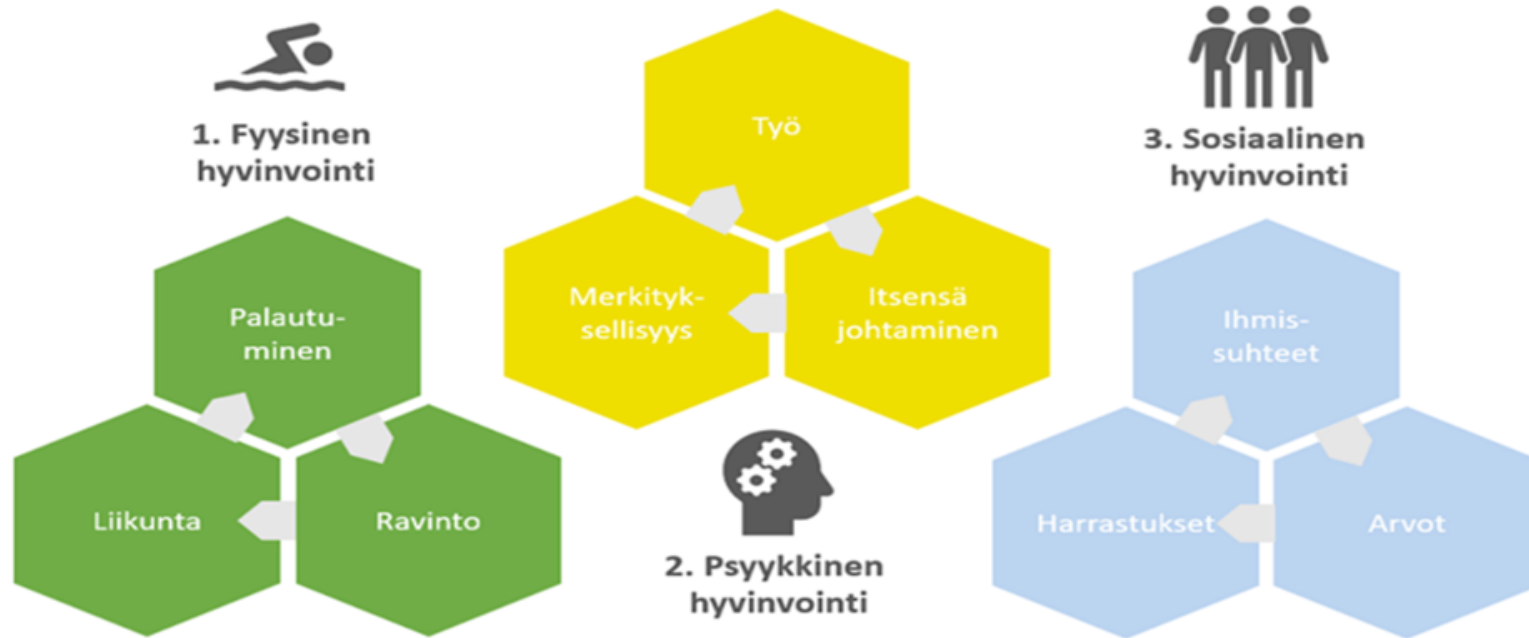 1. Fyysinen
hyvinvointi
Palautu-
minen
Liikunta
Ravinto
Työ
Merkityk-
sellisyys
Itsensä
johtaminen
2. Psyykkinen
hyvinvointi
3. Sosiaalinen
hyvinvointi
Ihmis-
suhteet
Harrastukset
Arvot